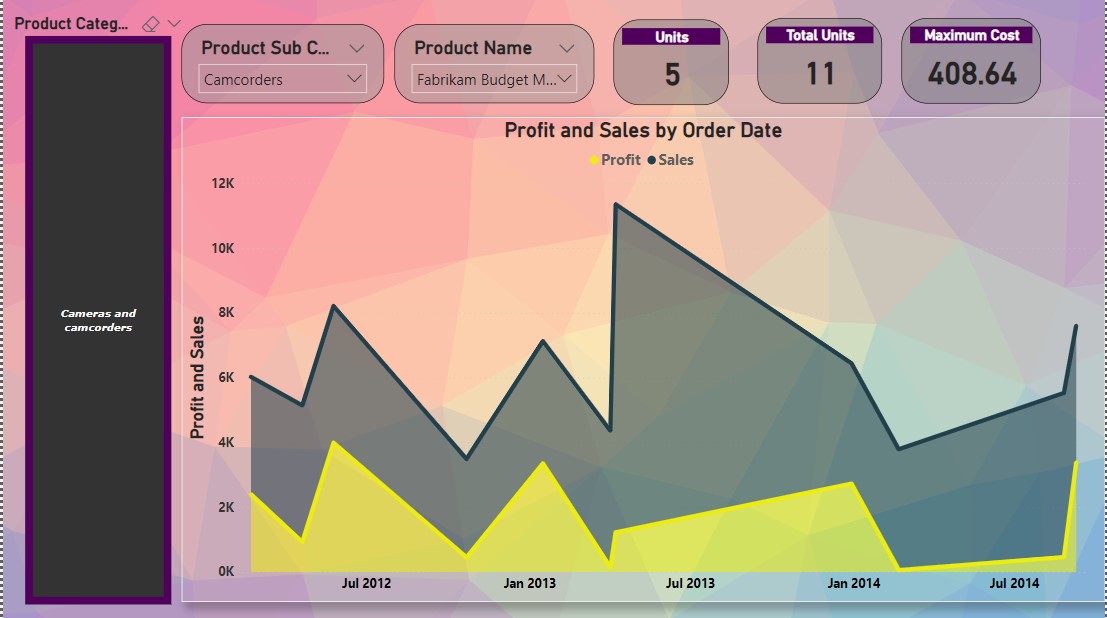 Product Categ...
Cameras and
camcorders
Product Sub C...
Camcorders
Product Name
Fabrikam Budget M...
Units
5
Total Units
11
Maximum Cost
408.64
Profit and Sales by Order Date
Profit Sales
Profit and Sales
12K
10K
8K
6K
4K
2K
0K
Jul 2012 Jan 2013 Jul 2013 Jan 2014 Jul 2014